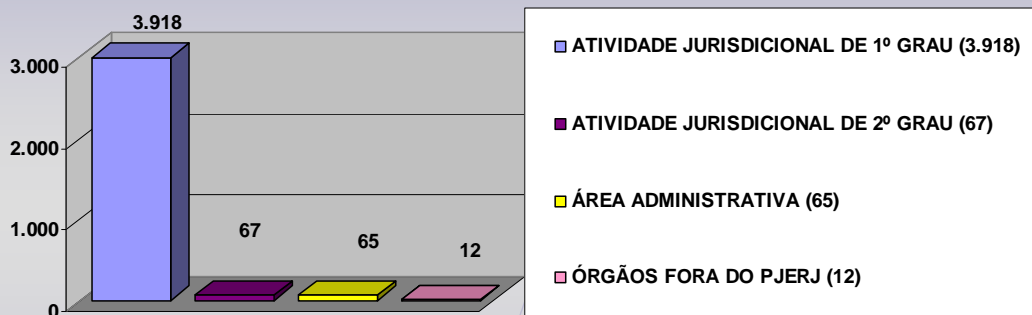 3.918
3.000
2.000
1.000
0
67
65
12
ATIVIDADE JURISDICIONAL DE 1º GRAU (3.918)
ATIVIDADE JURISDICIONAL DE 2º GRAU (67)
ÁREA ADMINISTRATIVA (65)
ÓRGÃOS FORA DO PJERJ (12)